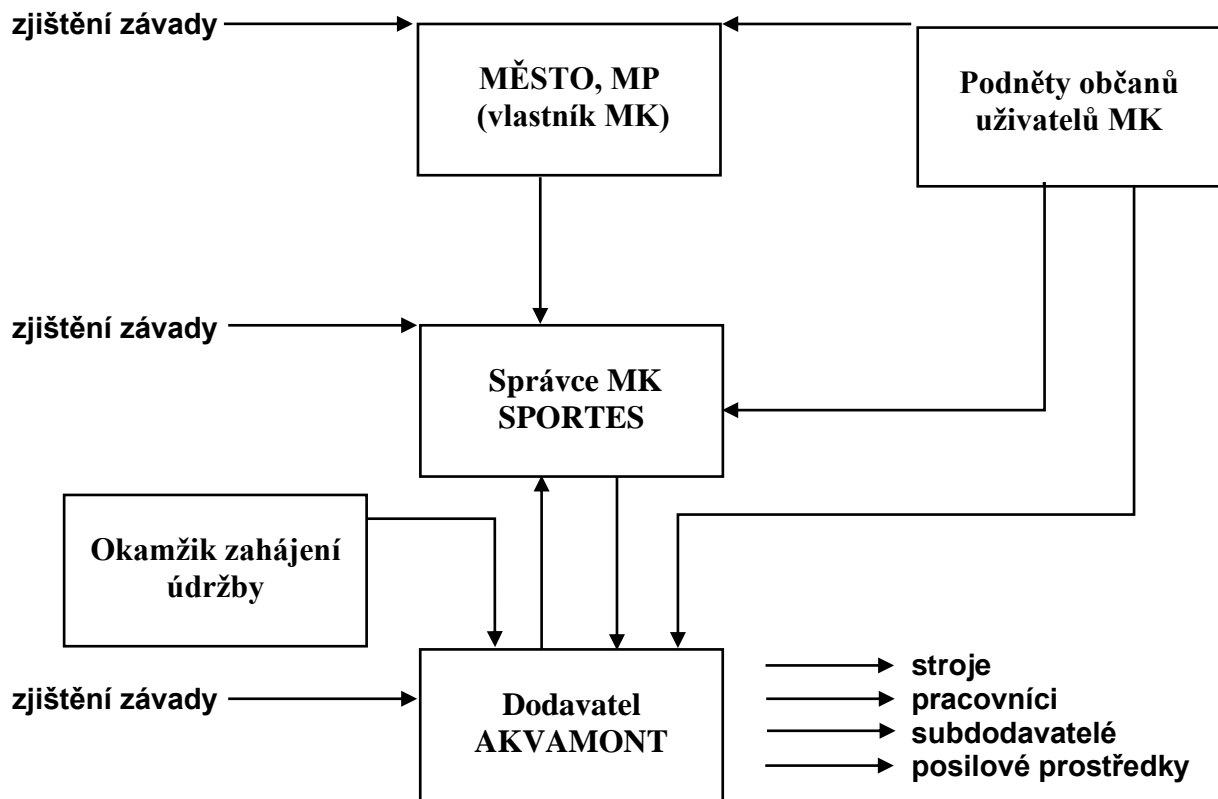 zjištění závady
MĚSTO, MP
(vlastník MK)
Podněty občanů
uživatelů MK
zjištění závady
Správce MK
SPORTES
Okamžik zahájení
údržby
zjištění závady
Dodavatel
AKVAMONT
stroje
pracovníci
subdodavatelé
posilové prostředky